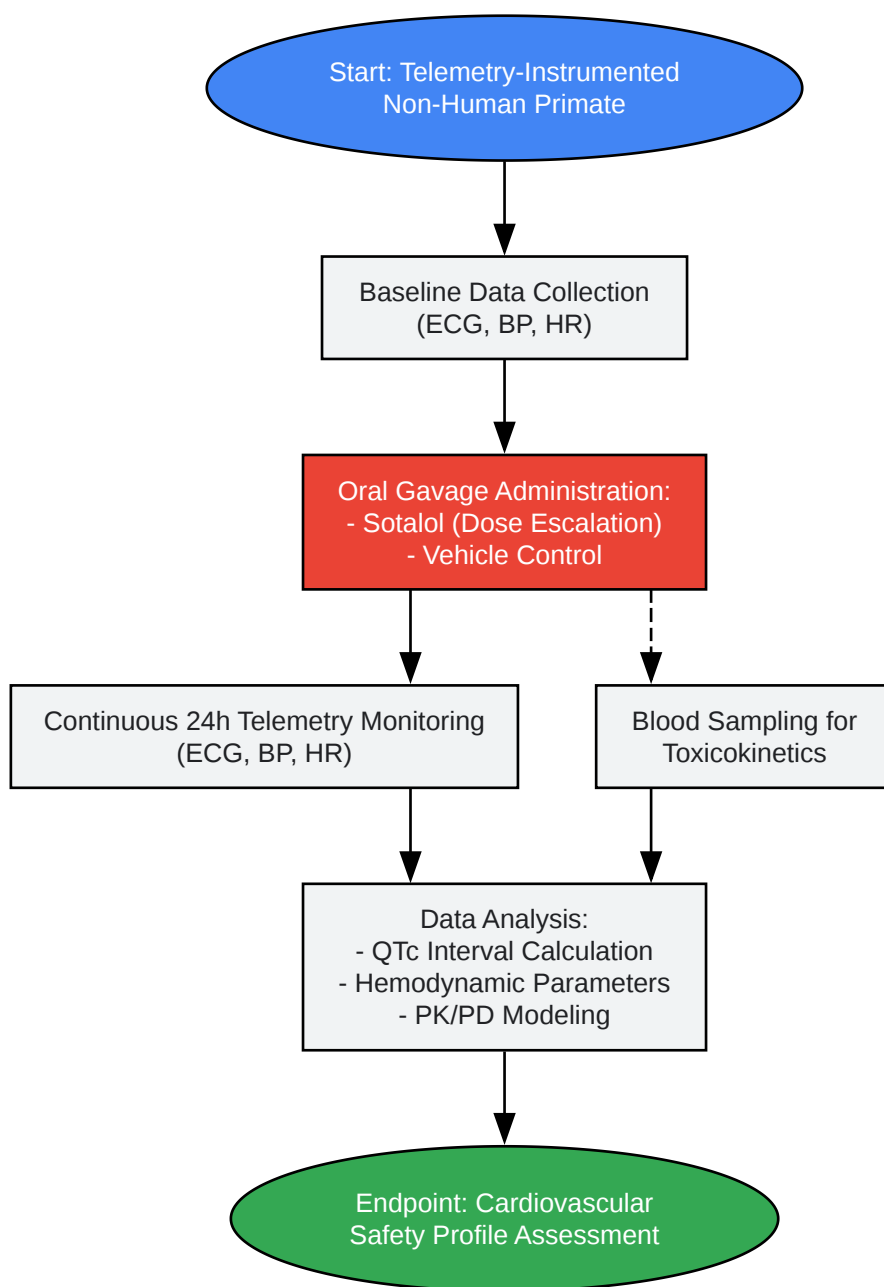 Start: Telemetry-Instrumented
Non-Human Primate
Baseline Data Collection
(ECG, BP, HR)
Oral Gavage Administration:
- Sotalol (Dose Escalation)
- Vehicle Control
Continuous 24h Telemetry Monitoring
(ECG, BP, HR)
Blood Sampling for
Toxicokinetics
Data Analysis:
- QTc Interval Calculation
- Hemodynamic Parameters
- PK/PD Modeling
Endpoint: Cardiovascular
Safety Profile Assessment